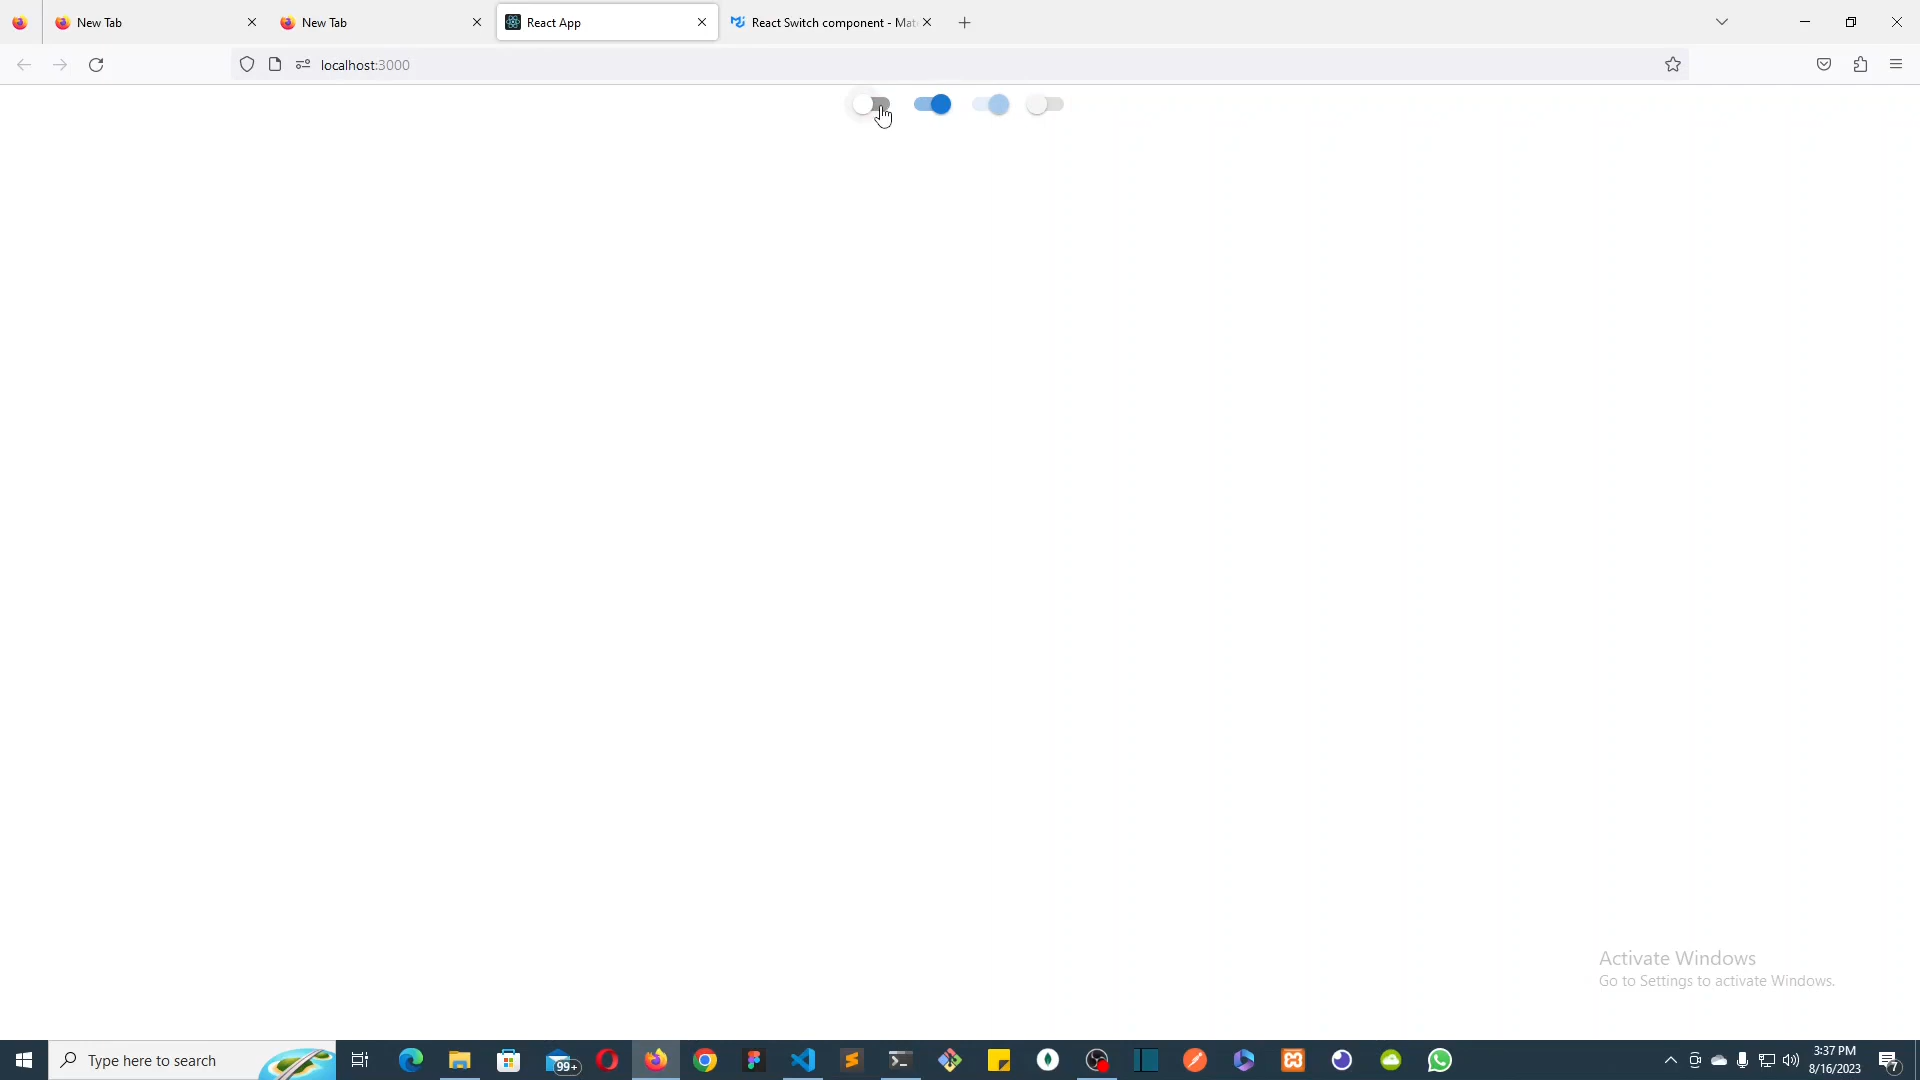 New Tab
New Tab
React App
React Switch component - Mat
localhost:3000
Activate Windows
Go to Settings to activate Windows.
Type here to search
99+
3:37 PM
8/16/2023
7